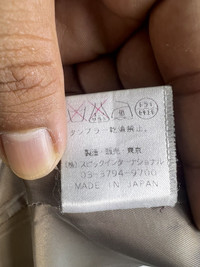 タンブラー乾燥禁止。
製造・販売 東京
(株)スピックインターナショナル
03-3794-9700
MADE IN JAPAN